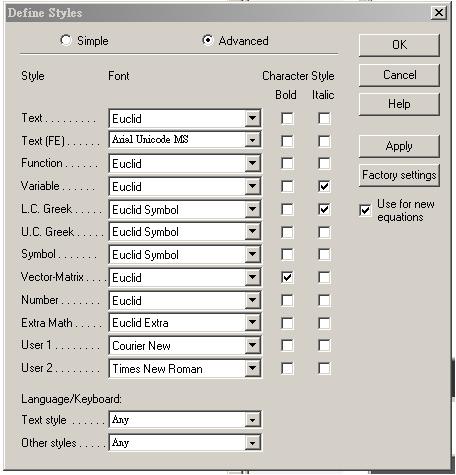 Define Styles
Simple Advanced
OK
Style Font Character Style
Cancel
Bold Italic
Help
Text . . . . . . . . . Euclid
Text (FE) . . . . . . Arial Unicode MS
Apply
Function . . . . . . Euclid
Factory settings
Variable . . . . . . Euclid
L.C. Greek . . . . . Euclid Symbol
Use for new
equations
U.C. Greek . . . . . Euclid Symbol
Symbol . . . . . . . Euclid Symbol
Vector-Matrix . . . . Euclid
Number . . . . . . . Euclid
Extra Math . . . . . Euclid Extra
User 1 . . . . . . . . Courier New
User 2 . . . . . . . . Times New Roman
Language/Keyboard:
Text style . . . . . . Any
Other styles . . . . Any